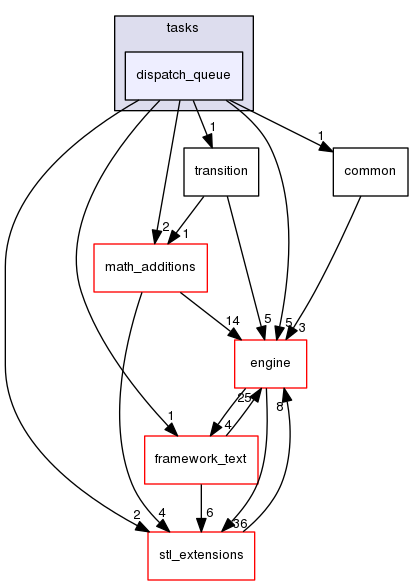 tasks
dispatch_queue
1
1
transition
common
2
1
math_additions
14
5
5
3
engine
25
1
4
8
framework_text
2
4
6
36
stl_extensions